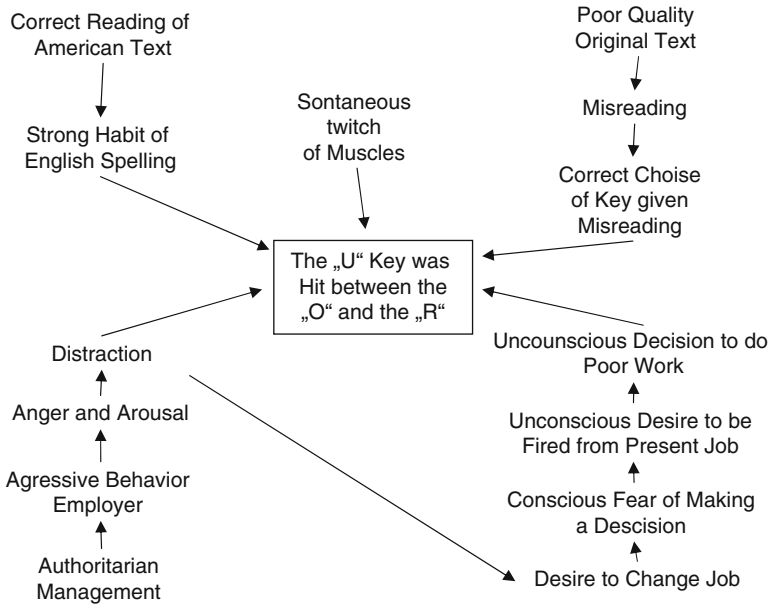 Correct Reading of
American Text
Strong Habit of
English Spelling
Sontaneous
twitch
of Muscles
Poor Quality
Original Text
Misreading
Correct Choise
of Key given
Misreading
The „U“ Key was
Hit between the
„O“ and the „R“
Distraction
Anger and Arousal
Agressive Behavior
Employer
Authoritarian
Management
Uncounscious Decision to do
Poor Work
Unconscious Desire to be
Fired from Present Job
Conscious Fear of Making
a Descision
Desire to Change Job